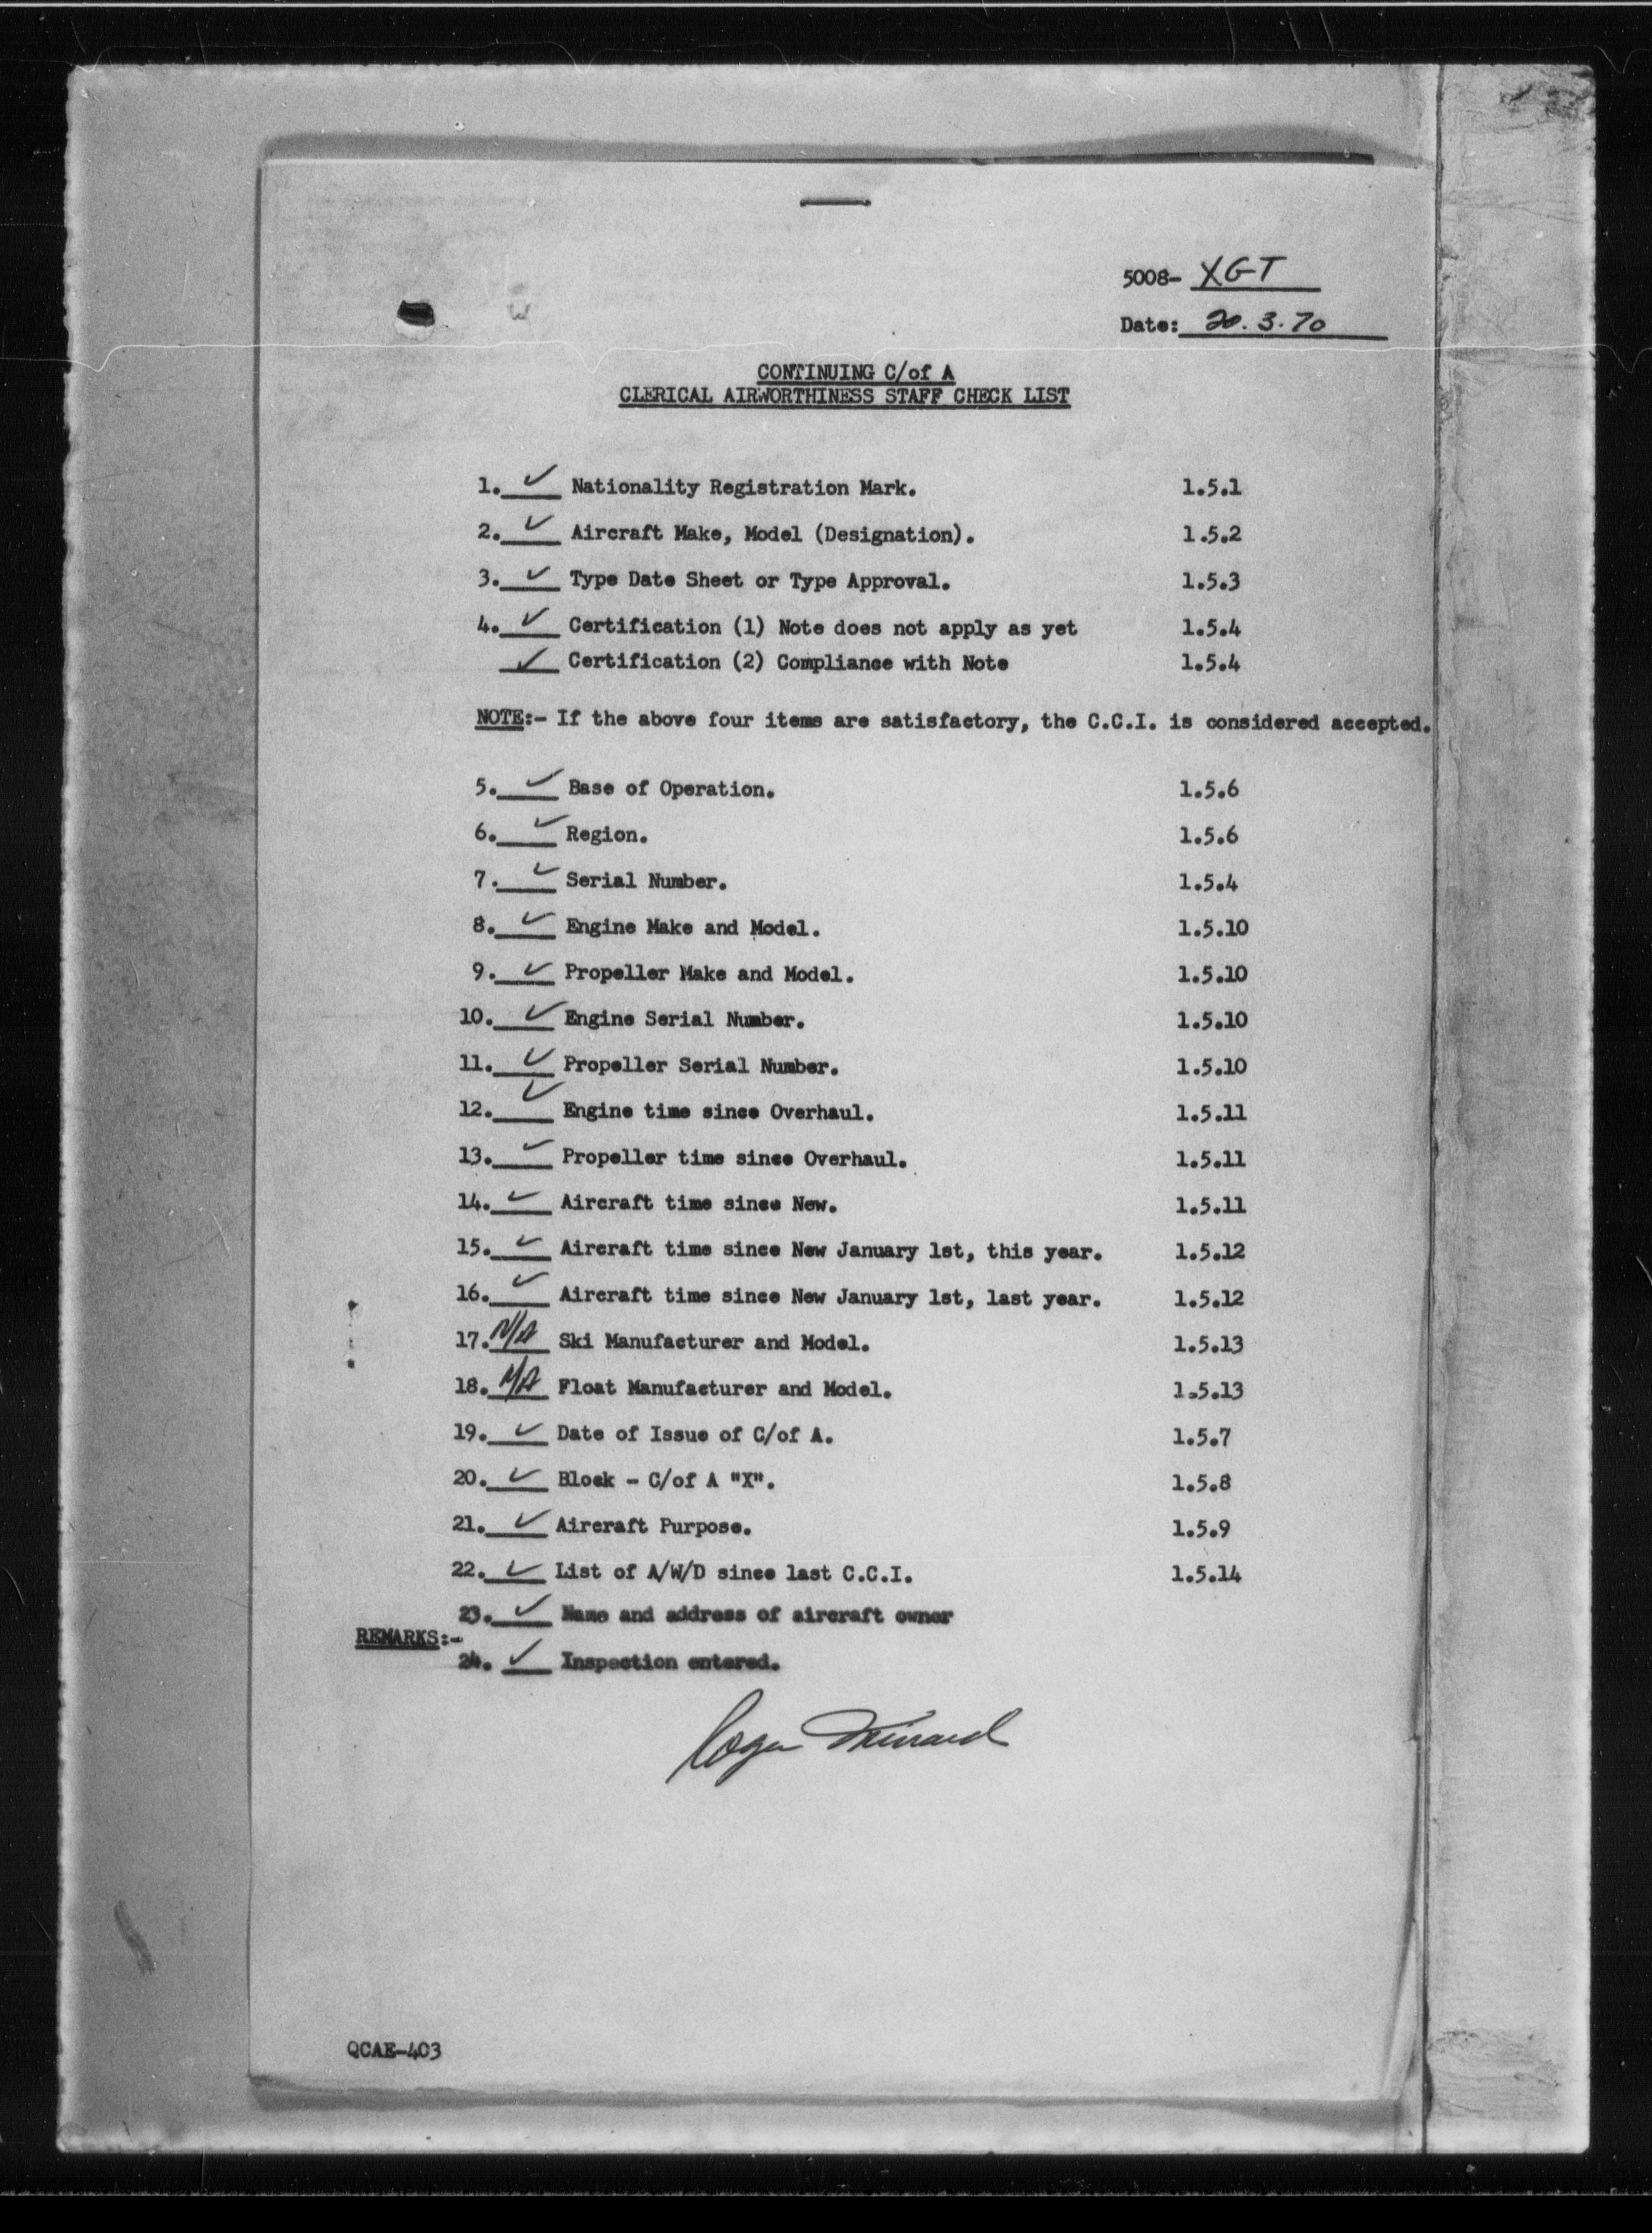 5008- XGT
Date: 20.3.70
CONTINUING C/of A
CLERICAL AIRWORTHINESS STAFF CHECK LIST
1. ✓ Nationality Registration Mark. 1.5.1
2. ✓ Aircraft Make, Model (Designation). 1.5.2
3. ✓ Type Date Sheet or Type Approval. 1.5.3
4. ✓ Certification (1) Note does not apply as yet 1.5.4
✓ Certification (2) Compliance with Note 1.5.4
NOTE:- If the above four items are satisfactory, the C.C.I. is considered accepted.
5. ✓ Base of Operation. 1.5.6
6. ✓ Region. 1.5.6
7. ✓ Serial Number. 1.5.4
8. ✓ Engine Make and Model. 1.5.10
9. ✓ Propeller Make and Model. 1.5.10
10. ✓ Engine Serial Number. 1.5.10
11. ✓ Propeller Serial Number. 1.5.10
12. ✓ Engine time since Overhaul. 1.5.11
13. ✓ Propeller time since Overhaul. 1.5.11
14. ✓ Aircraft time since New. 1.5.11
15. ✓ Aircraft time since New January 1st, this year. 1.5.12
16. ✓ Aircraft time since New January 1st, last year. 1.5.12
17. N/A Ski Manufacturer and Model. 1.5.13
18. N/A Float Manufacturer and Model. 1.5.13
19. ✓ Date of Issue of C/of A. 1.5.7
20. ✓ Block - C/of A "X". 1.5.8
21. ✓ Aircraft Purpose. 1.5.9
22. ✓ List of A/W/D since last C.C.I. 1.5.14
23. ✓ Name and address of aircraft owner
REMARKS:-
24. ✓ Inspection entered.
QCAE-403